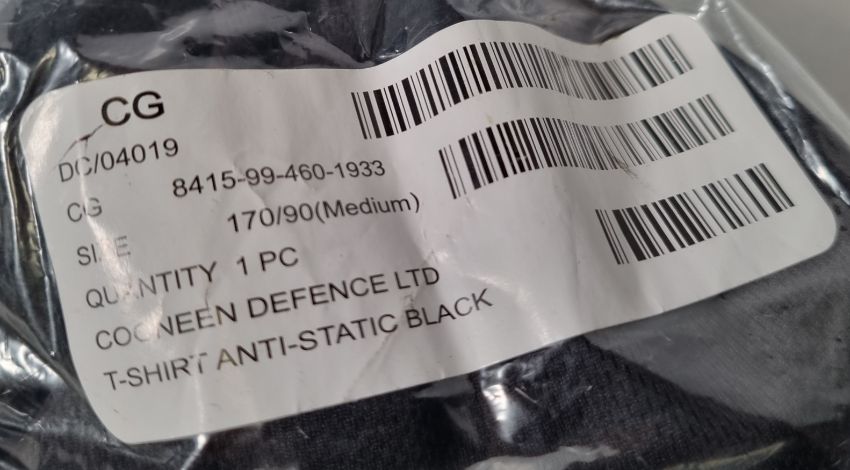 CG
DC/04019
CG 8415-99-460-1933
SIZE 170/90(Medium)
QUANTITY 1 PC
COONEEN DEFENCE LTD
T-SHIRT ANTI-STATIC BLACK